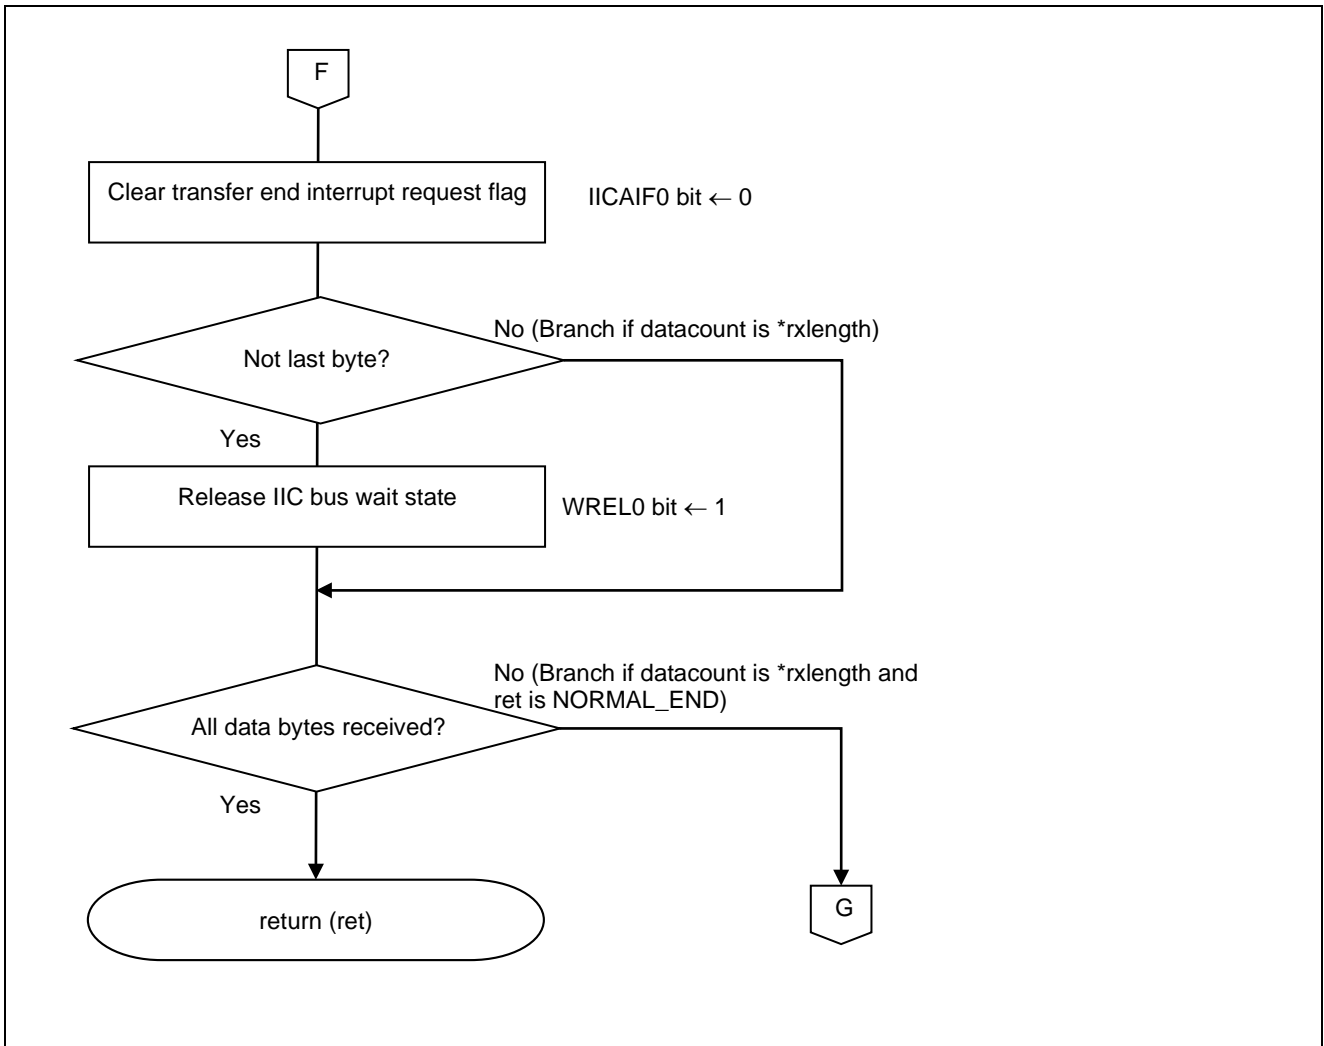 F
Clear transfer end interrupt request flag
IICAIF0 bit ← 0
No (Branch if datacount is *rxlength)
Not last byte?
Yes
Release IIC bus wait state
WREL0 bit ← 1
No (Branch if datacount is *rxlength and
ret is NORMAL_END)
All data bytes received?
Yes
return (ret)
G